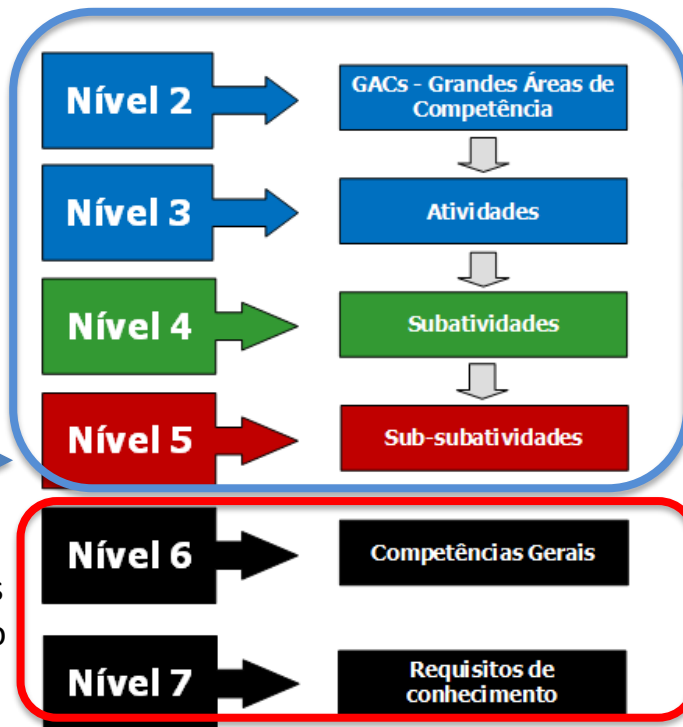 Nível 2
GACs - Grandes Áreas de
Competência
Nível 3
Atividades
Nível 4
Subatividades
Nível 5
Sub-subatividades
Nível 6
Competências Gerais
Nível 7
Requisitos de
conhecimento